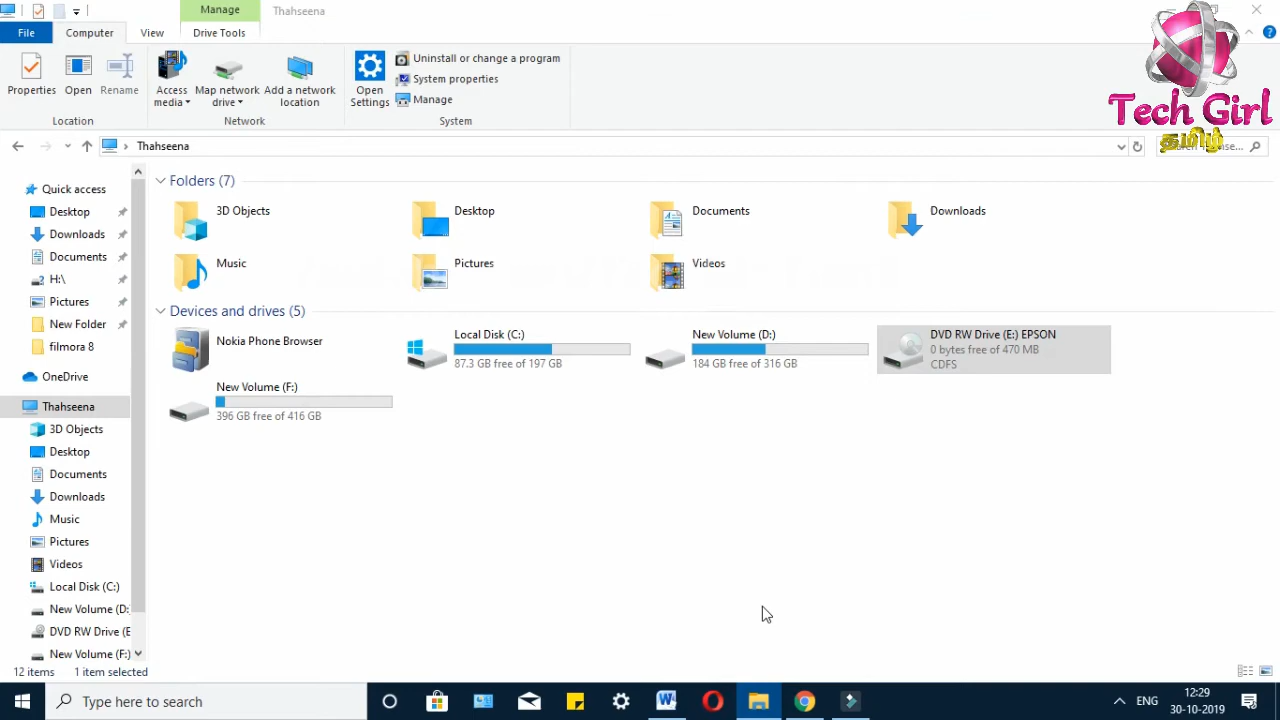 Manage
Thahseena
File
Computer
View
Drive Tools
Properties
Open
Rename
Access media
Map network drive
Add a network location
Open Settings
Uninstall or change a program
System properties
Manage
Location
Network
System
Tech Girl
தமிழ்
Thahseena
Quick access
Desktop
Downloads
Documents
H:\
Pictures
New Folder
filmora 8
OneDrive
Thahseena
3D Objects
Desktop
Documents
Downloads
Music
Pictures
Videos
Local Disk (C:)
New Volume (D:
DVD RW Drive (E
New Volume (F:)
Folders (7)
3D Objects
Desktop
Documents
Downloads
Music
Pictures
Videos
Devices and drives (5)
Nokia Phone Browser
Local Disk (C:)
87.3 GB free of 197 GB
New Volume (D:)
184 GB free of 316 GB
DVD RW Drive (E:) EPSON
0 bytes free of 470 MB
CDFS
New Volume (F:)
396 GB free of 416 GB
12 items
1 item selected
Type here to search
ENG
12:29
30-10-2019